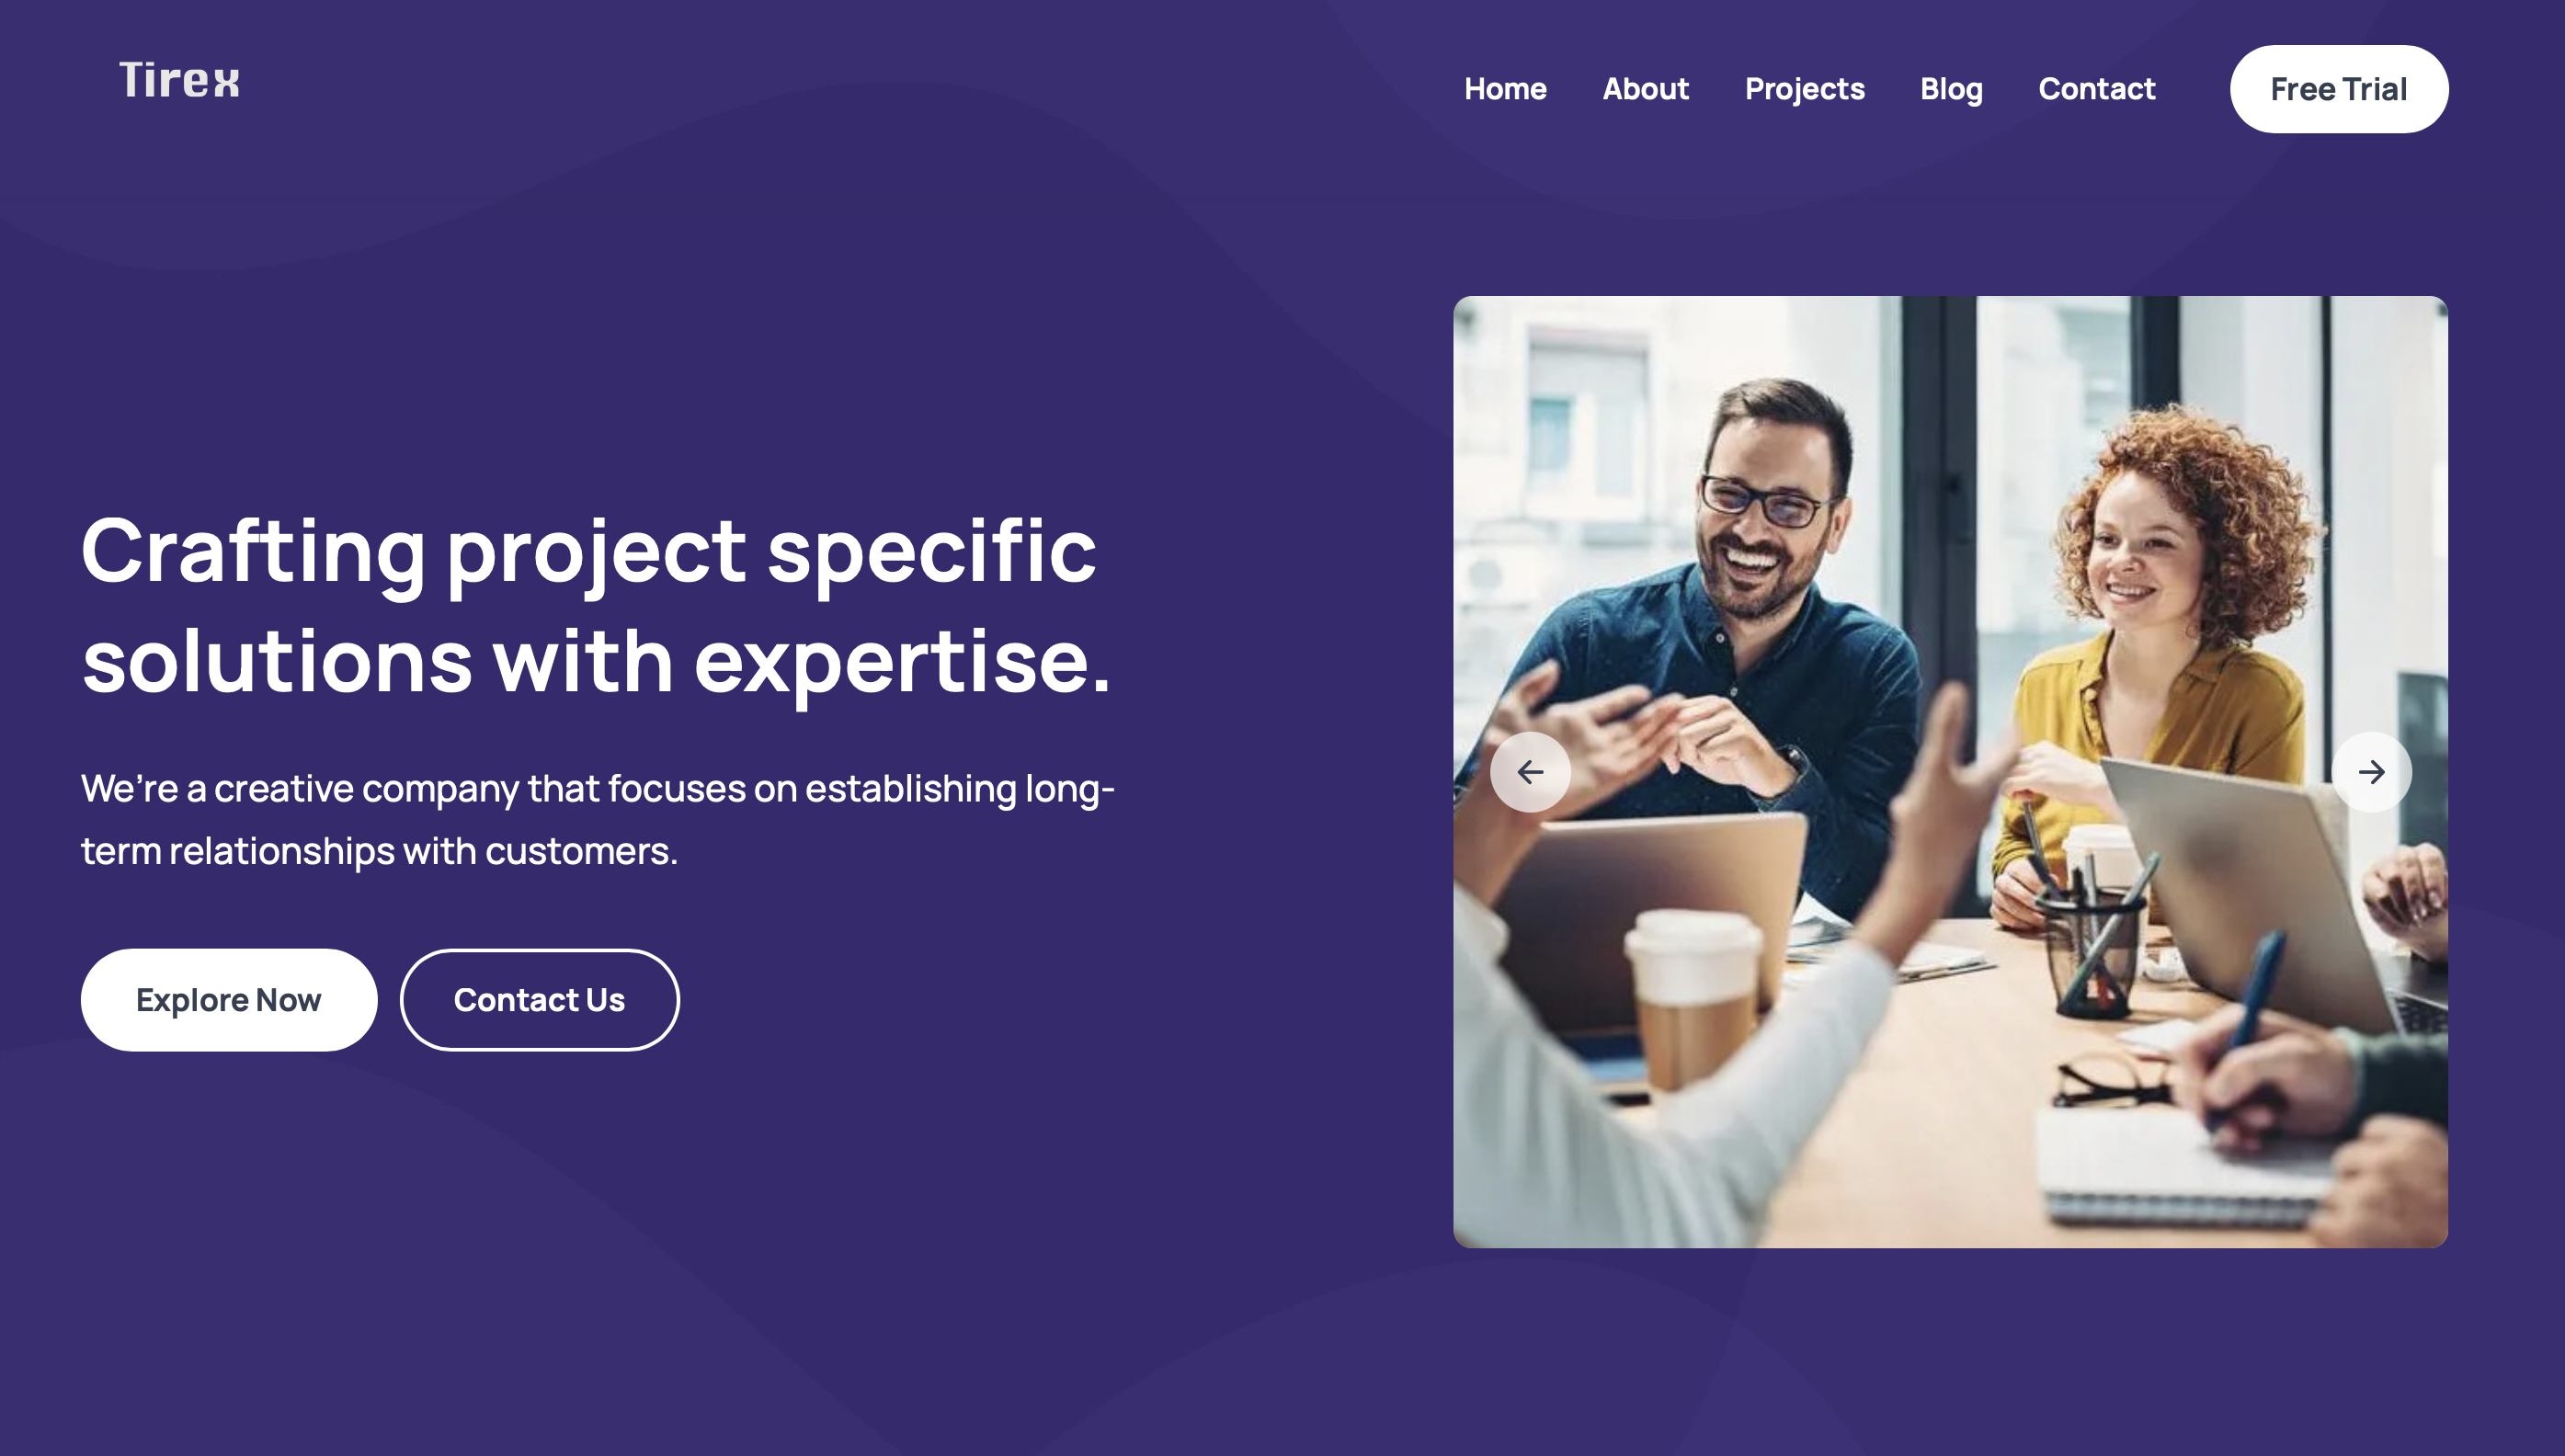 Tirex
Home About Projects Blog Contact Free Trial
Crafting project specific
solutions with expertise.
We’re a creative company that focuses on establishing long-
term relationships with customers.
Explore Now Contact Us